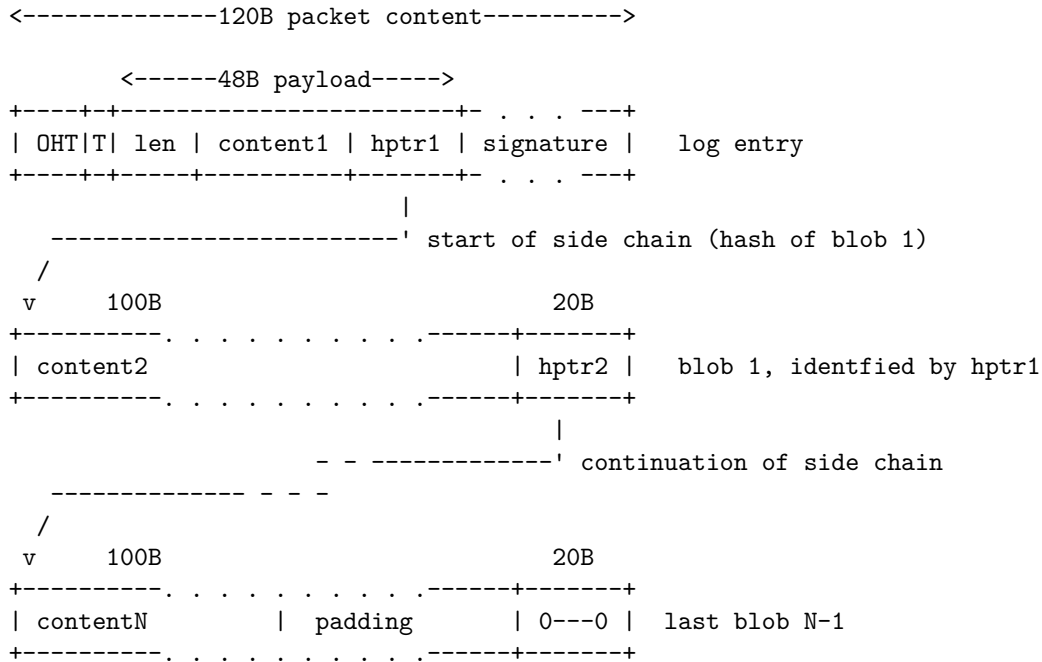 <--------------120B packet content---------->
<------48B payload----->
+----+-+------------------------+- . . . ---+
| OHT|T| len | content1 | hptr1 | signature | log entry
+----+-+-----+----------+-------+- . . . ---+
|
-------------------------' start of side chain (hash of blob 1)
/
v 100B 20B
+----------. . . . . . . . . .------+-------+
| content2 | hptr2 | blob 1, identfied by hptr1
+----------. . . . . . . . . .------+-------+
|
- - -------------' continuation of side chain
-------------- - - -
/
v 100B 20B
+----------. . . . . . . . . .------+-------+
| contentN | padding | 0---0 | last blob N-1
+----------. . . . . . . . . .------+-------+